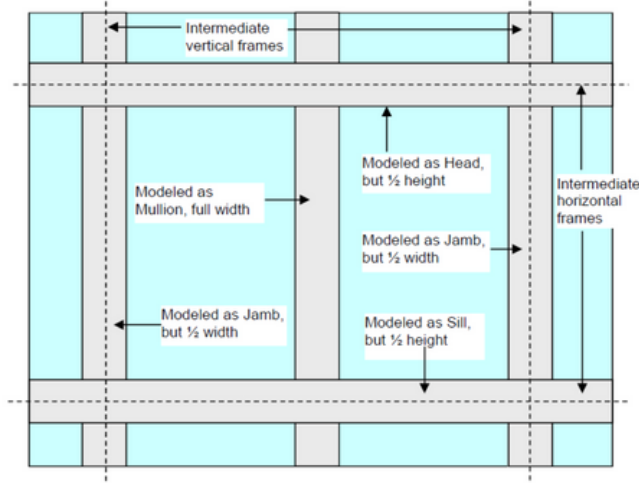 Intermediate
vertical frames
Modeled as Head,
but ½ height
Modeled as
Mullion, full width
Intermediate
horizontal
frames
Modeled as Jamb,
but ½ width
Modeled as Jamb,
but ½ width
Modeled as Sill,
but ½ height